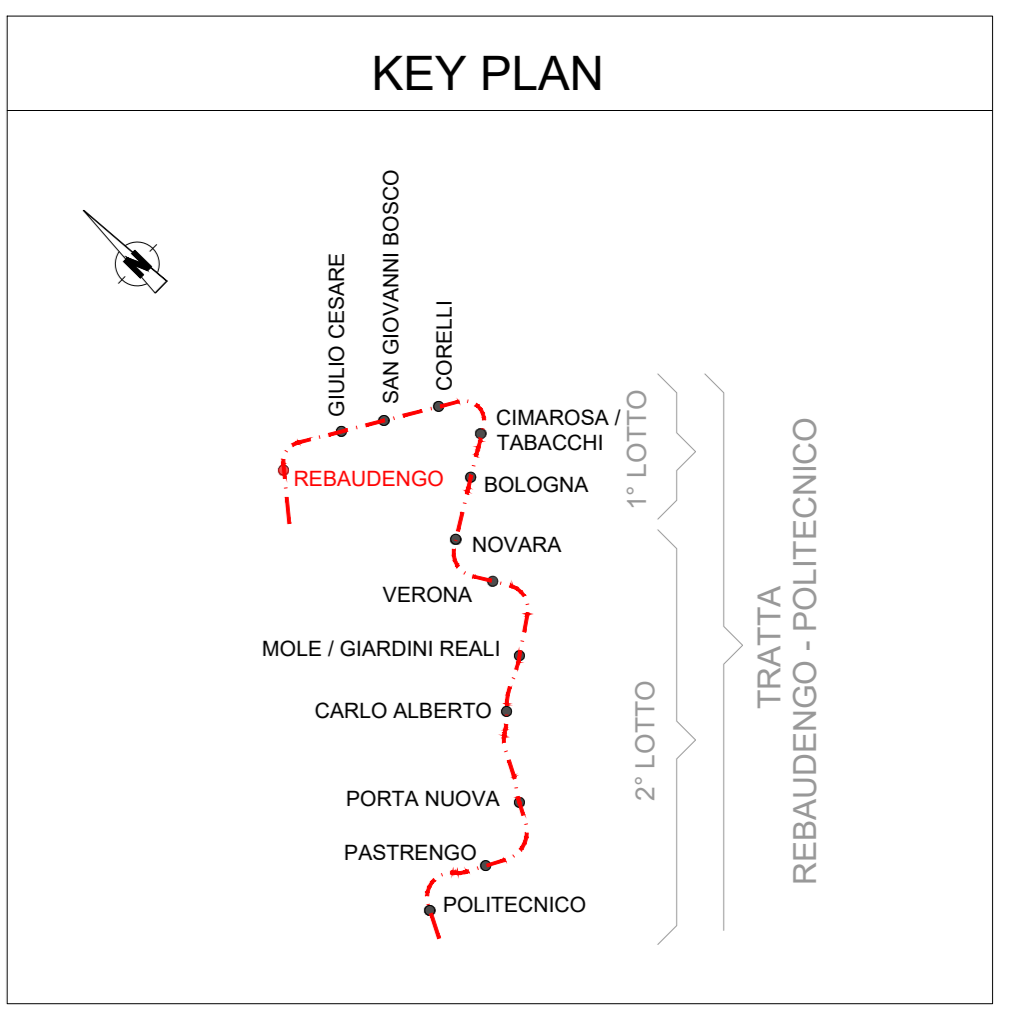 KEY PLAN
N
GIULIO CESARE
SAN GIOVANNI BOSCO
CORELLI
CIMAROSA /
TABACCHI
REBAUDENGO
BOLOGNA
NOVARA
VERONA
MOLE / GIARDINI REALI
CARLO ALBERTO
PORTA NUOVA
PASTRENGO
POLITECNICO
1° LOTTO
2° LOTTO
TRATTA
REBAUDENGO - POLITECNICO